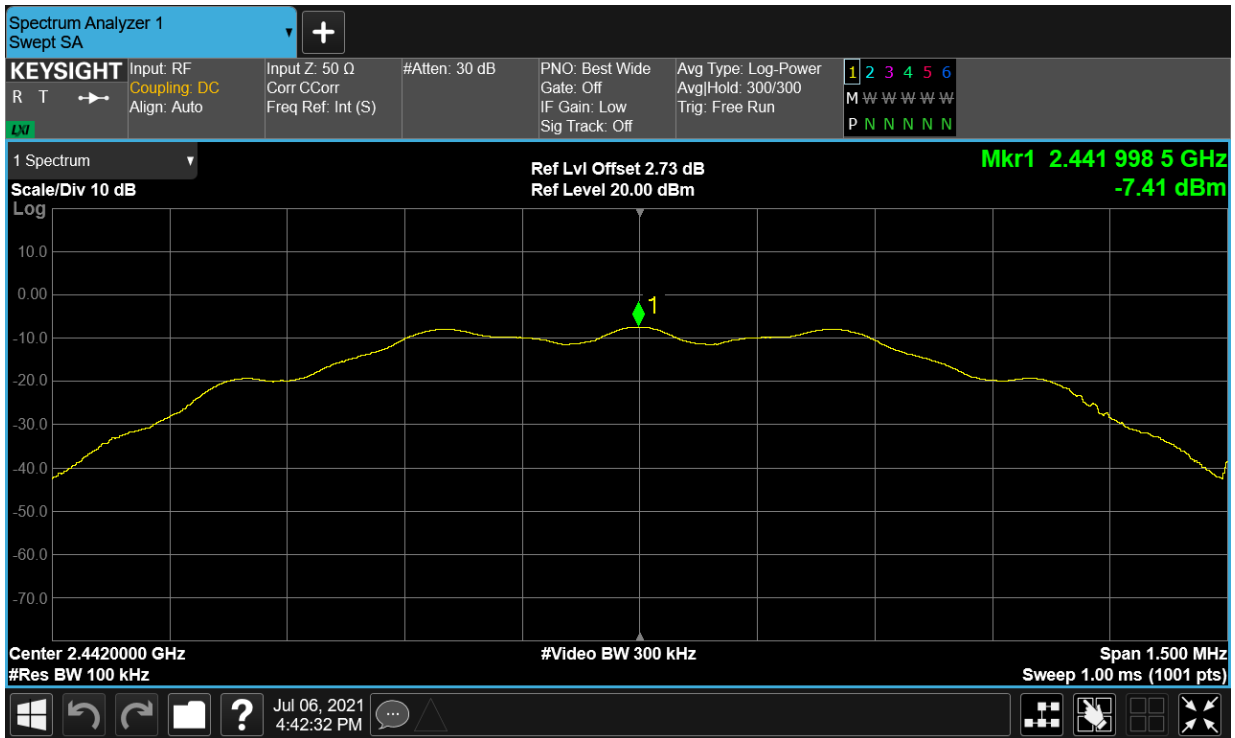 Spectrum Analyzer 1
Swept SA
KEYSIGHT
R T
LXI
Input: RF
Coupling: DC
Align: Auto
Input Z: 50 Ω
Corr CCorr
Freq Ref: Int (S)
#Atten: 30 dB
PNO: Best Wide
Gate: Off
IF Gain: Low
Sig Track: Off
Avg Type: Log-Power
Avg|Hold: 300/300
Trig: Free Run
1 2 3 4 5 6
M W W W W W
P N N N N N
1 Spectrum
Scale/Div 10 dB
Log
Ref Lvl Offset 2.73 dB
Ref Level 20.00 dBm
Mkr1 2.441 998 5 GHz
-7.41 dBm
10.0
0.00
1
-10.0
-20.0
-30.0
-40.0
-50.0
-60.0
-70.0
Center 2.4420000 GHz
#Res BW 100 kHz
#Video BW 300 kHz
Span 1.500 MHz
Sweep 1.00 ms (1001 pts)
?
Jul 06, 2021
4:42:32 PM